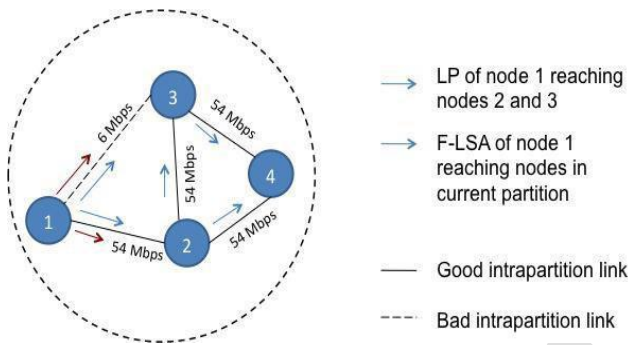 3
54 Mbps
6 Mbps
54 Mbps
4
1
2
54 Mbps
54 Mbps
LP of node 1 reaching
nodes 2 and 3
F-LSA of node 1
reaching nodes in
current partition
Good intrapartition link
Bad intrapartition link